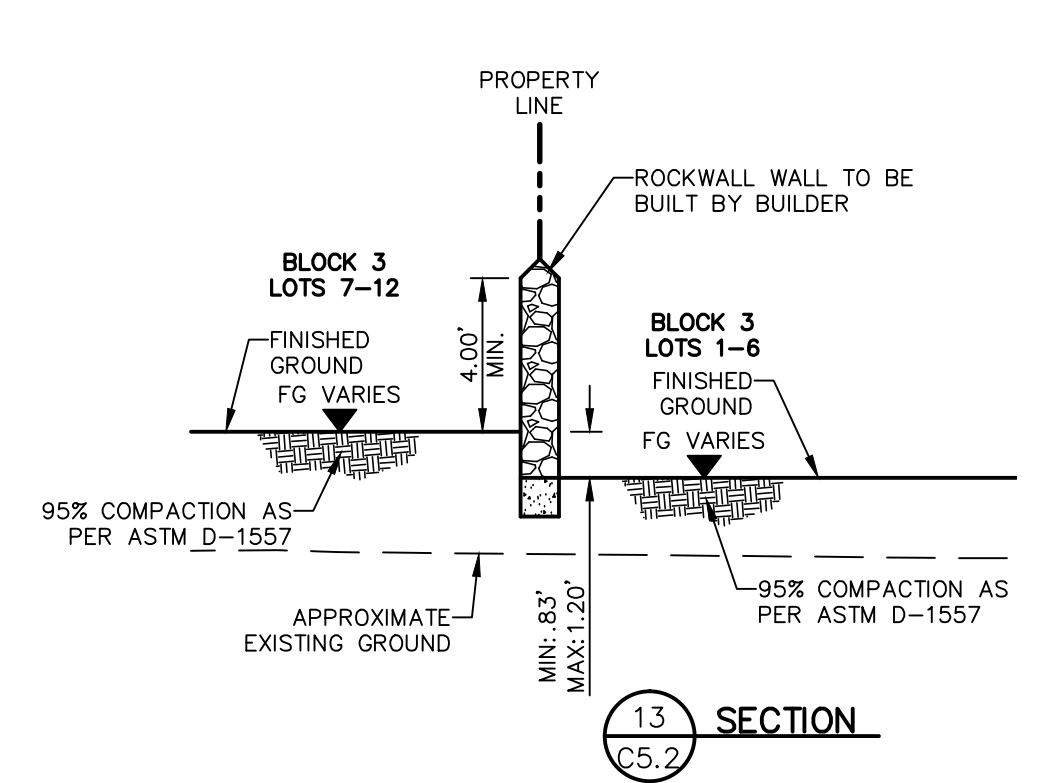 PROPERTY
LINE
ROCKWALL WALL TO BE
BUILT BY BUILDER
BLOCK 3
LOTS 7-12
FINISHED
GROUND
FG VARIES
4.00'
MIN.
BLOCK 3
LOTS 1-6
FINISHED
GROUND
FG VARIES
95% COMPACTION AS
PER ASTM D-1557
APPROXIMATE
EXISTING GROUND
MIN: .83'
MAX: 1.20'
95% COMPACTION AS
PER ASTM D-1557
13
C5.2
SECTION